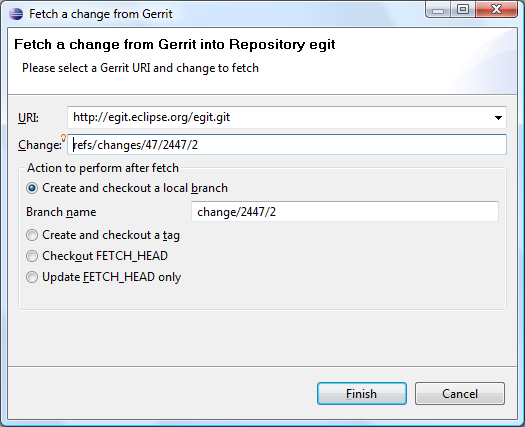 Fetch a change from Gerrit
Fetch a change from Gerrit into Repository egit
Please select a Gerrit URI and change to fetch
URI: http://egit.eclipse.org/egit.git
Change: refs/changes/47/2447/2
Action to perform after fetch
Create and checkout a local branch
Branch name change/2447/2
Create and checkout a tag
Checkout FETCH_HEAD
Update FETCH_HEAD only
Finish Cancel